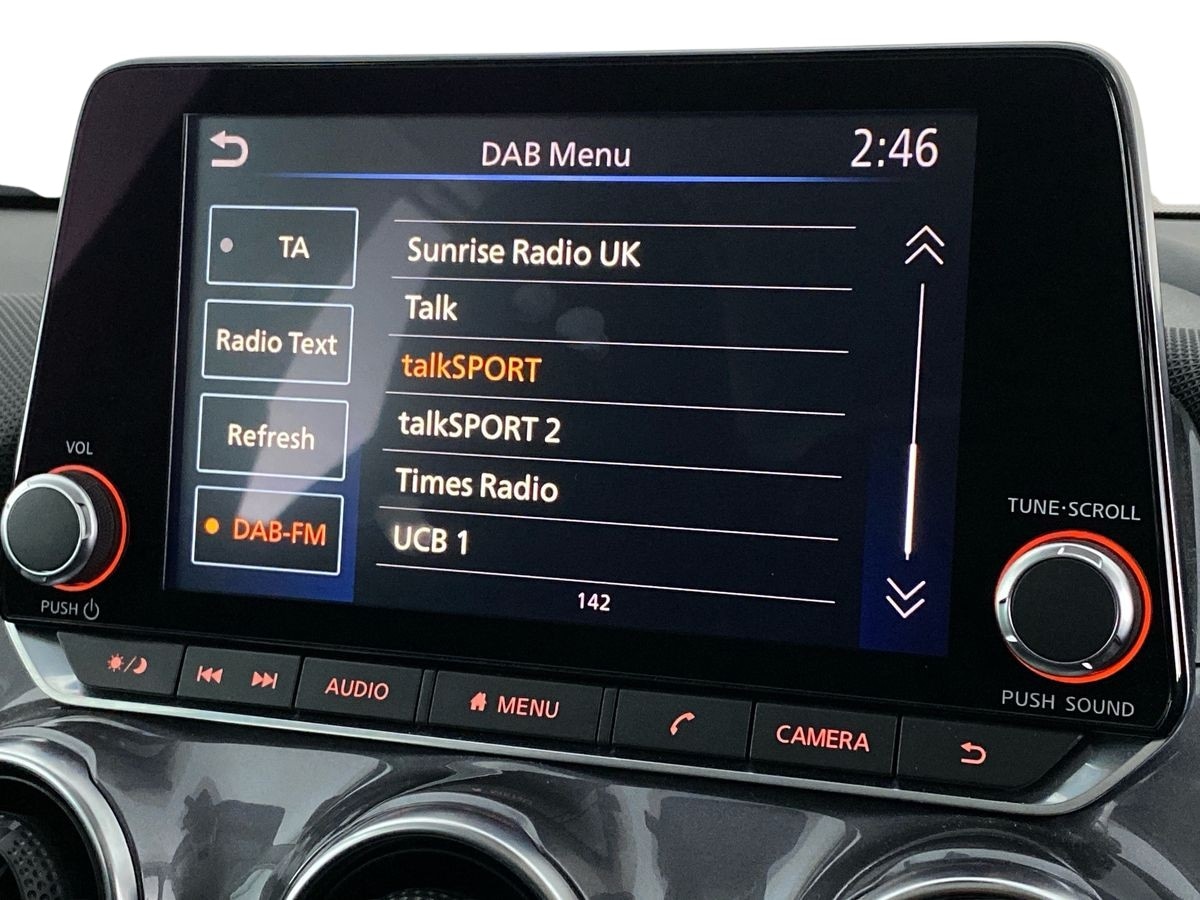 DAB Menu
2:46
TA
Radio Text
Refresh
DAB-FM
Sunrise Radio UK
Talk
talkSPORT
talkSPORT 2
Times Radio
UCB 1
142
VOL
PUSH
TUNE·SCROLL
PUSH SOUND
AUDIO
MENU
CAMERA